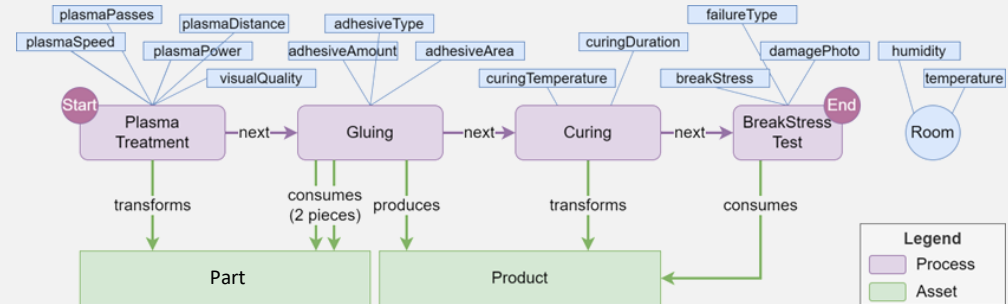 plasmaPasses
plasmaDistance
plasmaSpeed
plasmaPower
visualQuality
adhesiveType
adhesiveAmount
adhesiveArea
curingDuration
curingTemperature
failureType
damagePhoto
breakStress
humidity
temperature
Start
Plasma
Treatment
next
Gluing
next
Curing
next
BreakStress
Test
End
Room
transforms
consumes
(2 pieces)
produces
transforms
consumes
Part
Product
Legend
Process
Asset